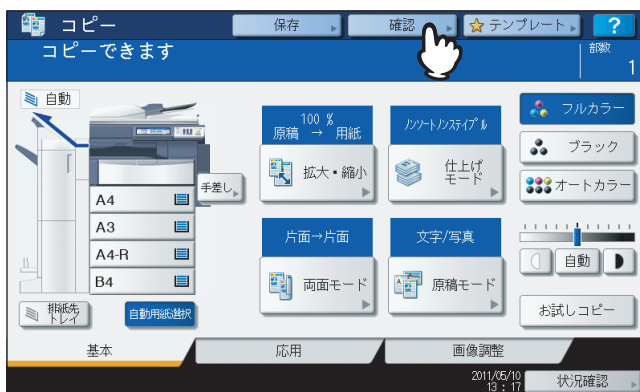 コピー
保存
確認
テンプレート
?
コピーできます
部数
1
自動
100 %
原稿 → 用紙
ノンソートノンステイプル
フルカラー
拡大・縮小
仕上げ
モード
ブラック
手差し
オートカラー
A4
A3
A4-R
B4
片面→片面
文字/写真
自動
両面モード
原稿モード
排紙先
トレイ
自動用紙選択
お試しコピー
基本
応用
画像調整
2011/05/10
13 : 17
状況確認